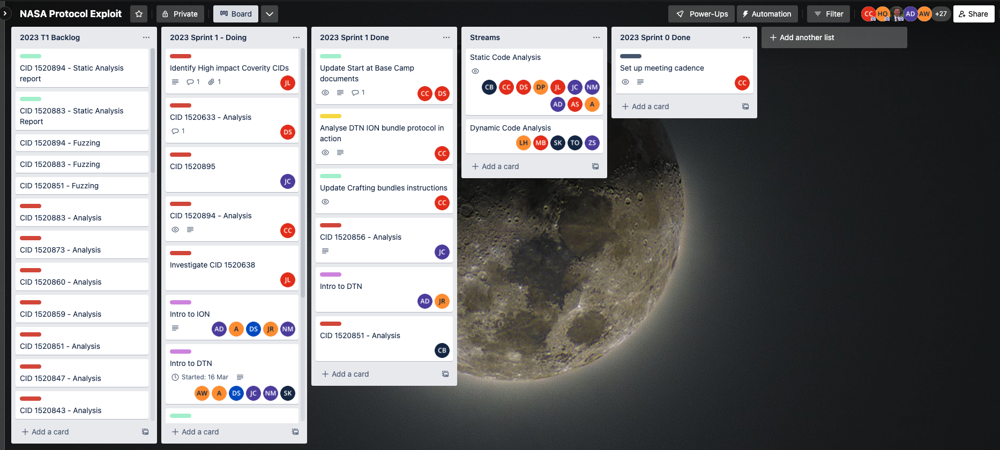 NASA Protocol Exploit
Private
Board
Power-Ups
Automation
Filter
CC
HO
AD
AW
+27
Share
2023 T1 Backlog
CID 1520894 - Static Analysis
report
CID 1520883 - Static Analysis
Report
CID 1520894 - Fuzzing
CID 1520883 - Fuzzing
CID 1520851 - Fuzzing
CID 1520883 - Analysis
CID 1520873 - Analysis
CID 1520860 - Analysis
CID 1520859 - Analysis
CID 1520851 - Analysis
CID 1520847 - Analysis
CID 1520843 - Analysis
+ Add a card
2023 Sprint 1 - Doing
Identify High impact Coverity CIDs
1 1 JL
CID 1520633 - Analysis
1 DS
CID 1520895
JC
CID 1520894 - Analysis
CC
Investigate CID 1520638
JL
Intro to ION
AD A DS JR NM
Intro to DTN
Started: 16 Mar
AW A DS JC NM SK
+ Add a card
2023 Sprint 1 Done
Update Start at Base Camp
documents
1 CC DS
Analyse DTN ION bundle protocol in
action
CC
Update Crafting bundles instructions
CC
CID 1520856 - Analysis
JC
Intro to DTN
AD JR
CID 1520851 - Analysis
CB
+ Add a card
Streams
Static Code Analysis
CB CC DS DP JL JC NM
AD AS A
Dynamic Code Analysis
LH MB SK TO ZS
+ Add a card
2023 Sprint 0 Done
Set up meeting cadence
CC
+ Add a card
+ Add another list